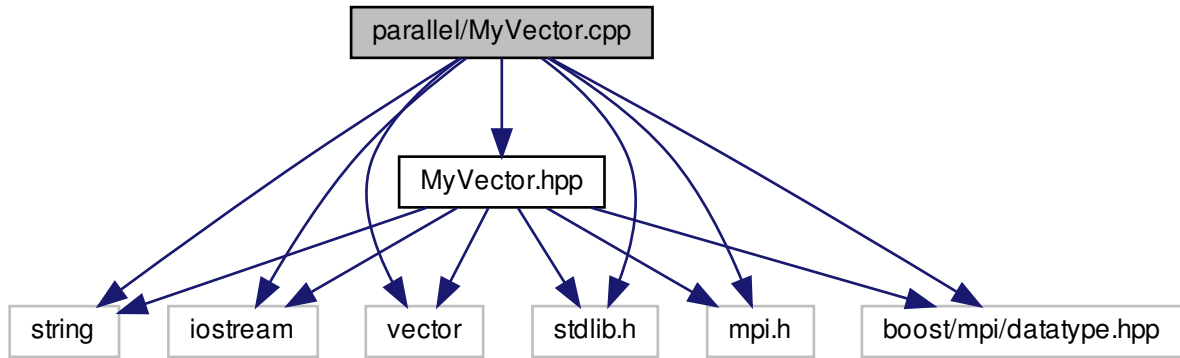 parallel/MyVector.cpp
MyVector.hpp
string
iostream
vector
stdlib.h
mpi.h
boost/mpi/datatype.hpp